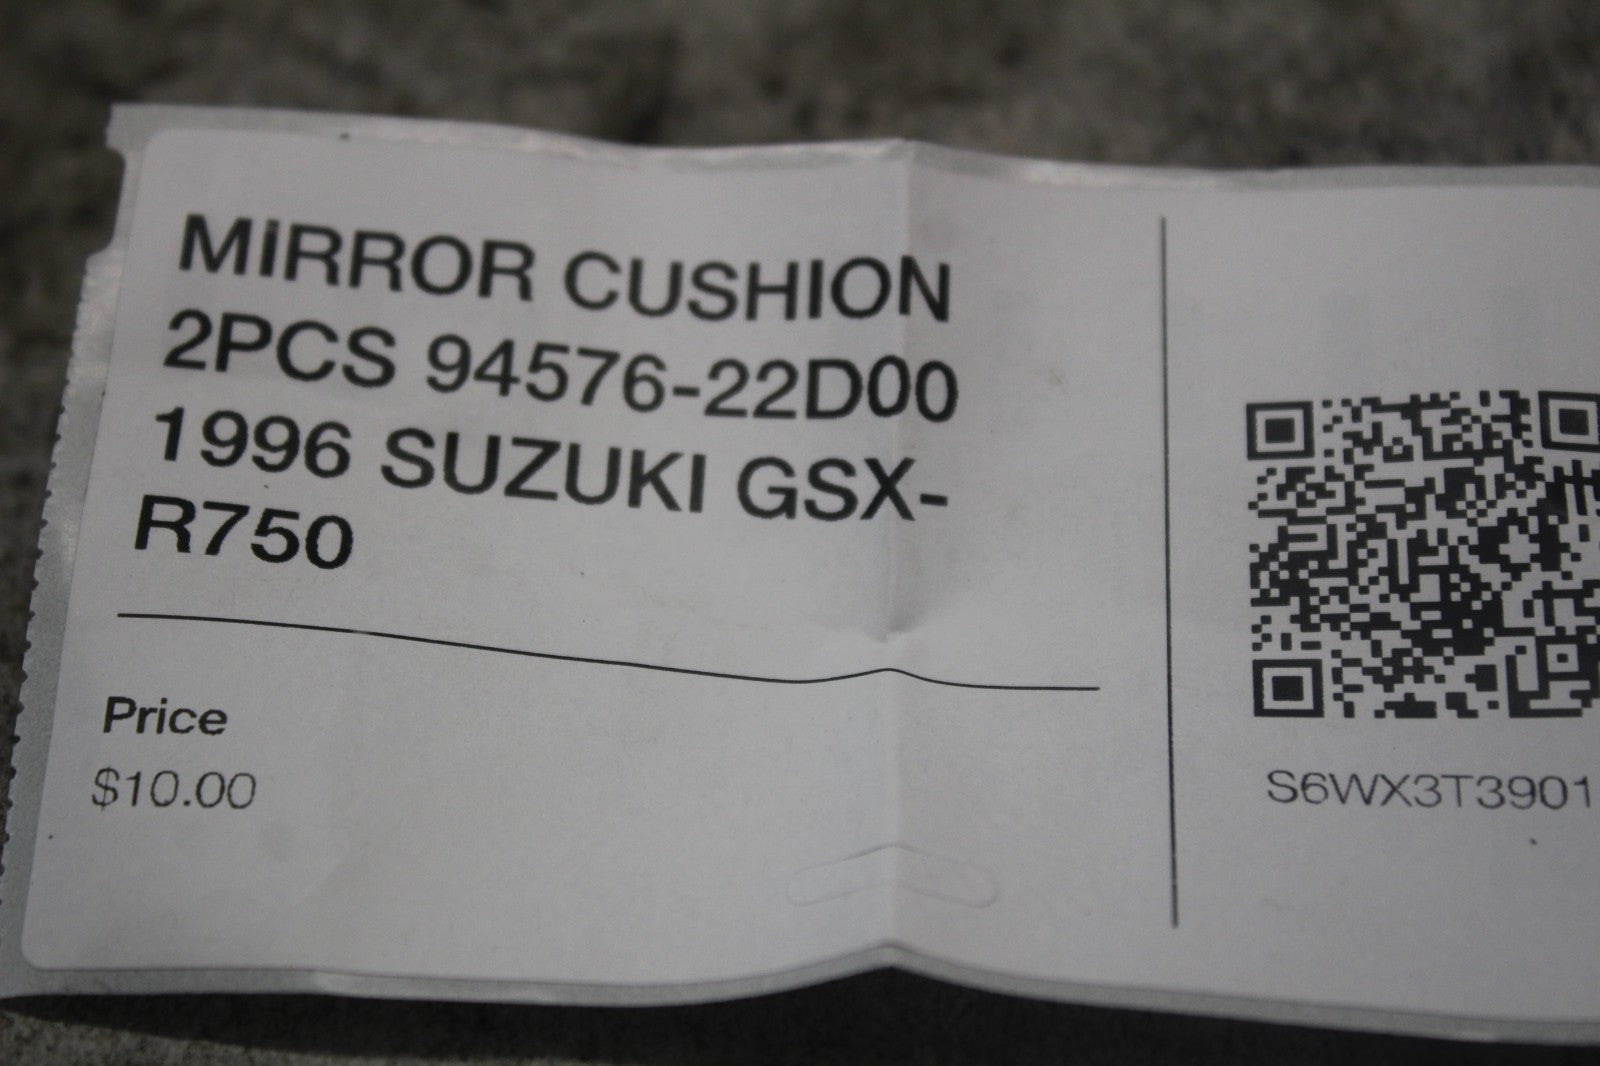 MIRROR CUSHION
2PCS 94576-22D00
1996 SUZUKI GSX-
R750
Price
$10.00
S6WX3T3901